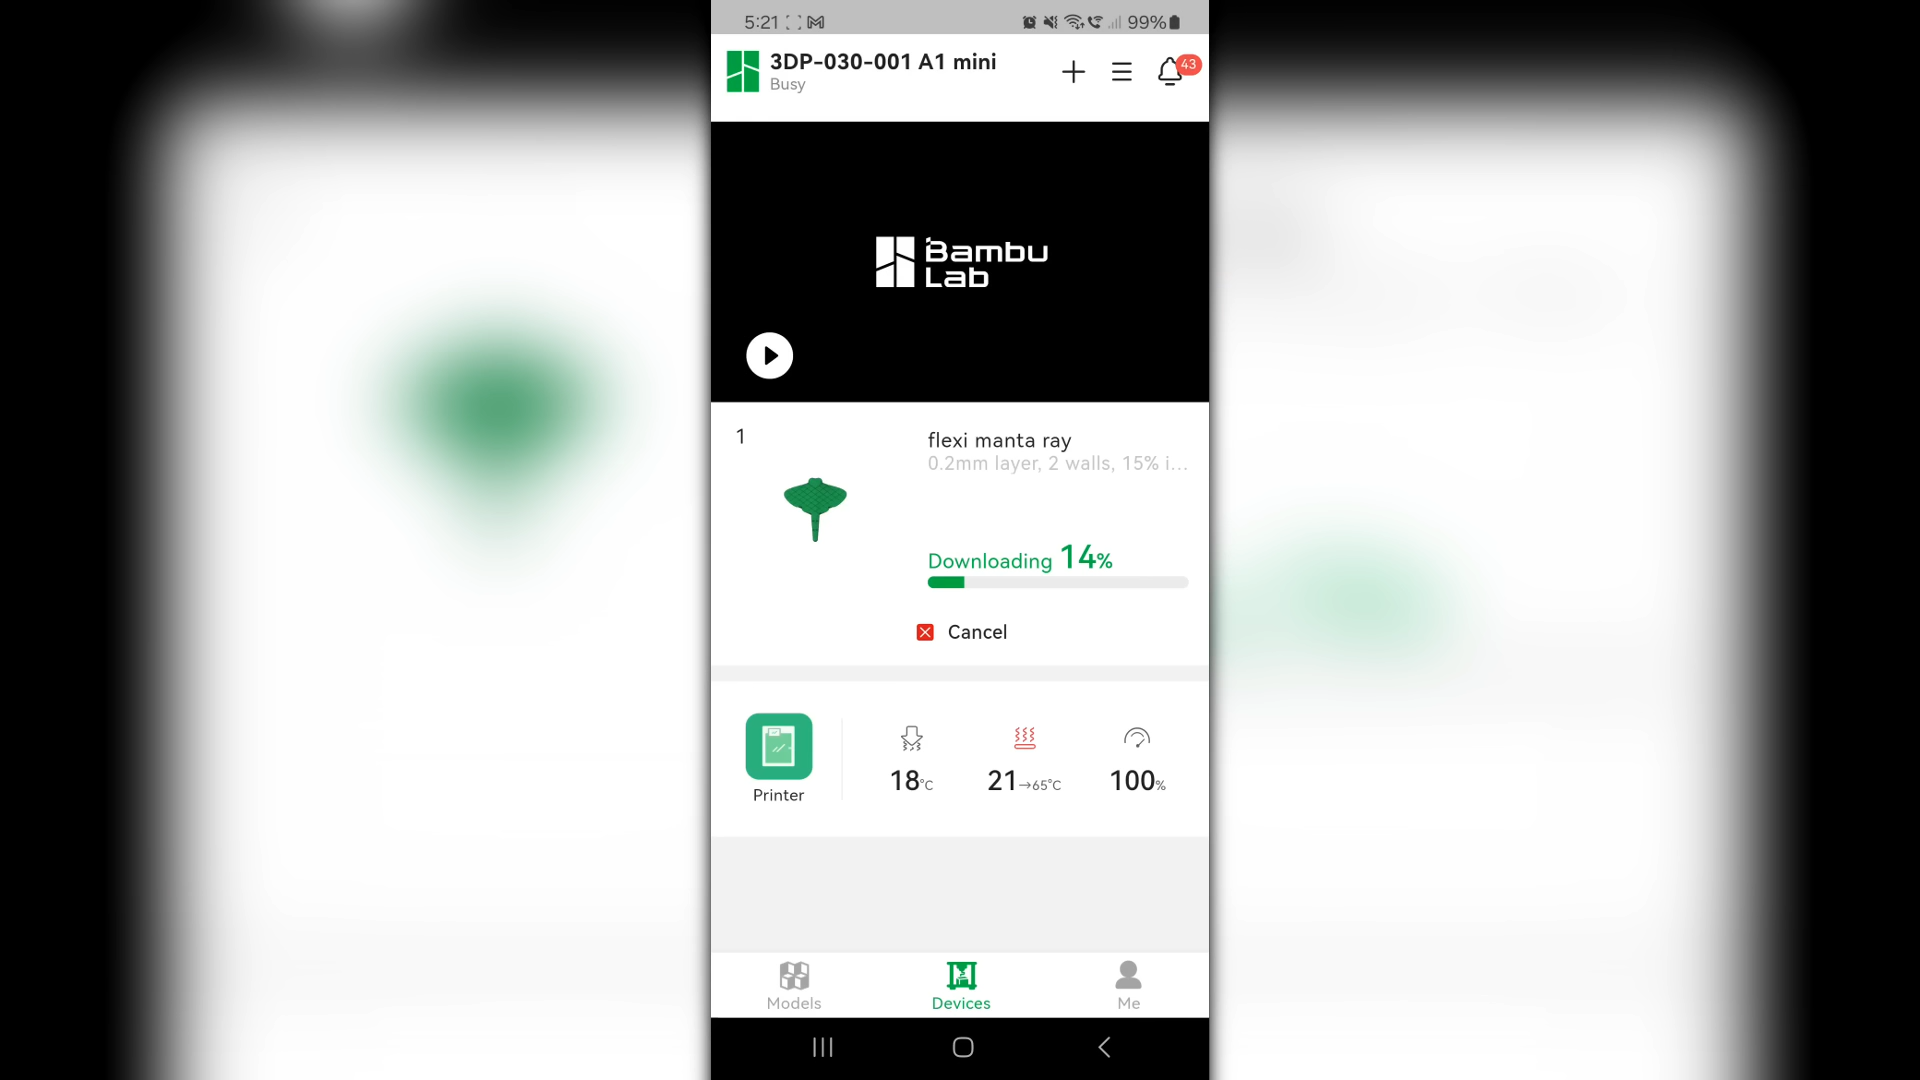 5:21 99%
3DP-030-001 A1 mini
Busy
43
Bambu
Lab
1
flexi manta ray
0.2mm layer, 2 walls, 15% i...
Downloading 14%
Cancel
18°C 21→65°C 100%
Printer
Models Devices Me